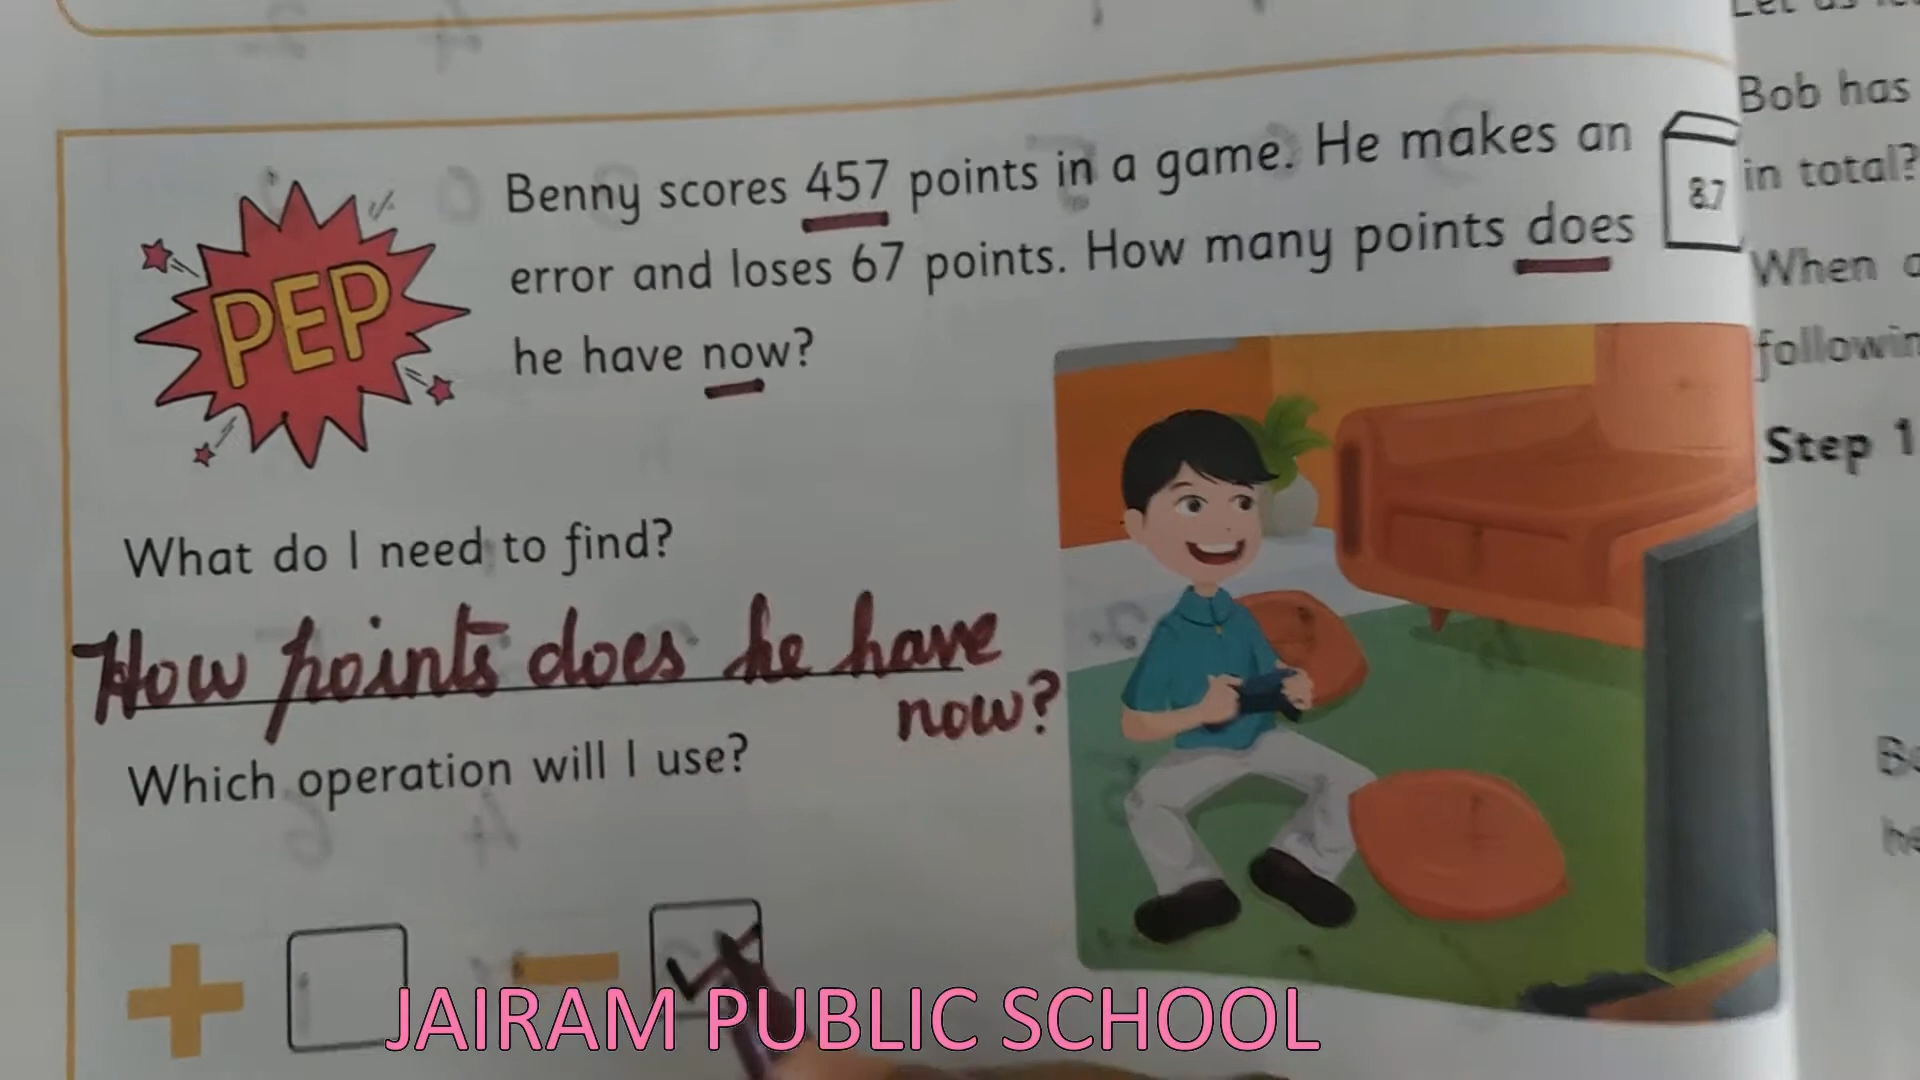 Benny scores 457 points in a game. He makes an
error and loses 67 points. How many points does
he have now?
PEP
8.7
What do I need to find?
How points does he have
now?
Which operation will I use?
+ −
JAIRAM PUBLIC SCHOOL
Bob has
in total?
When
Step 1